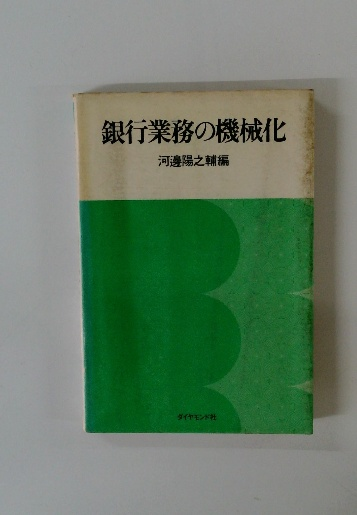 銀行業務の機械化
河邊陽之輔編
ダイヤモンド社